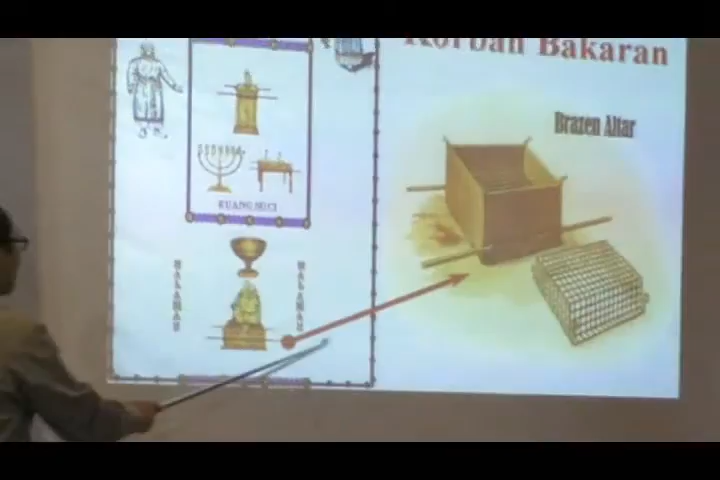 Korban Bakaran
Brazen Altar
RUANG SUCI
HALAMAN
HALAMAN